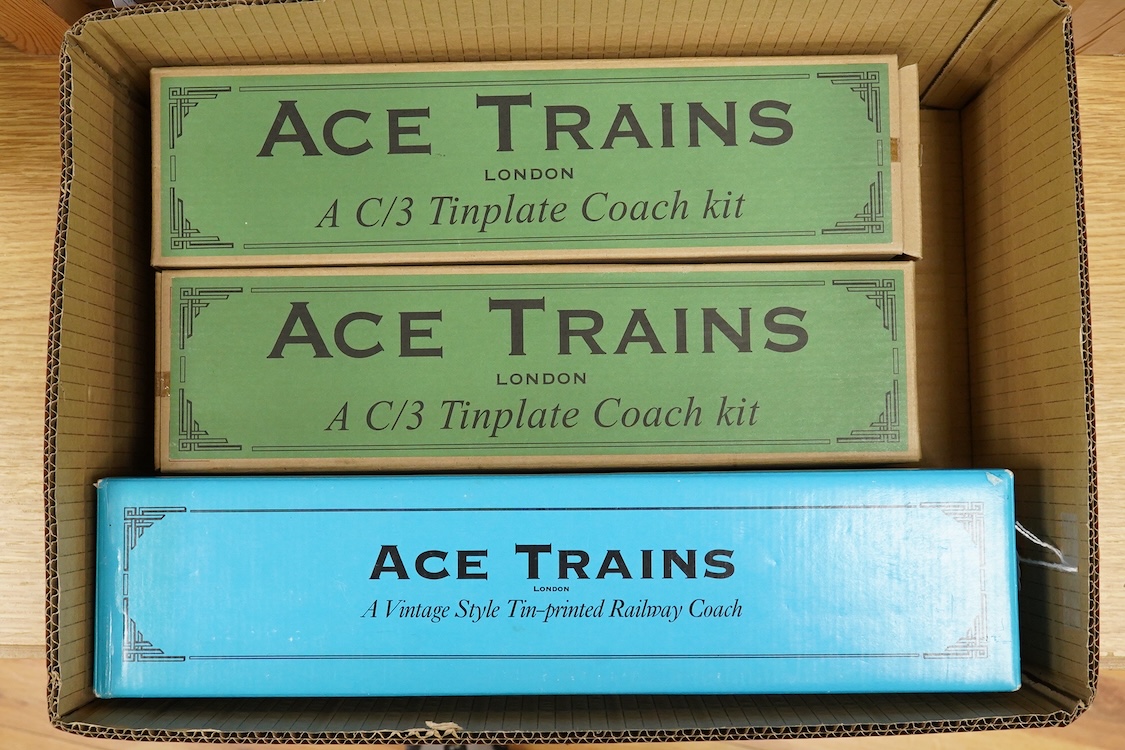 ACE TRAINS
LONDON
A C/3 Tinplate Coach kit
ACE TRAINS
LONDON
A C/3 Tinplate Coach kit
ACE TRAINS
LONDON
A Vintage Style Tin-printed Railway Coach